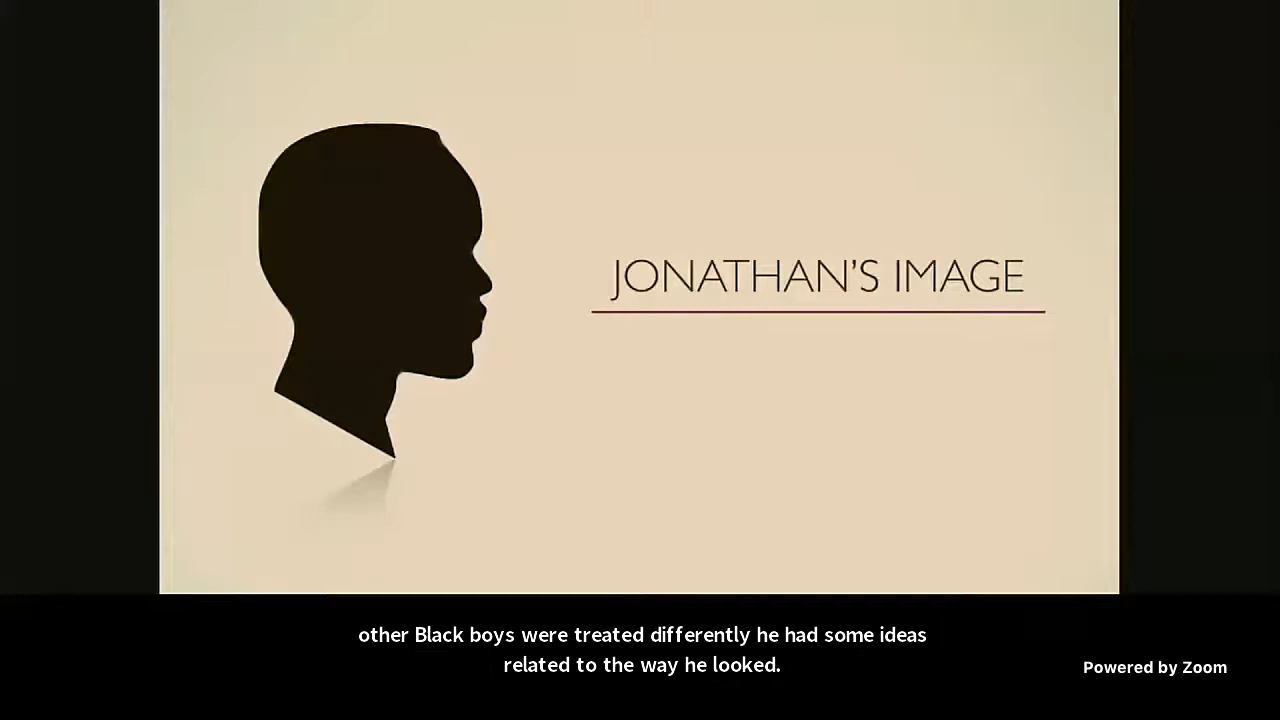 JONATHAN’S IMAGE
other Black boys were treated differently he had some ideas
related to the way he looked.
Powered by Zoom